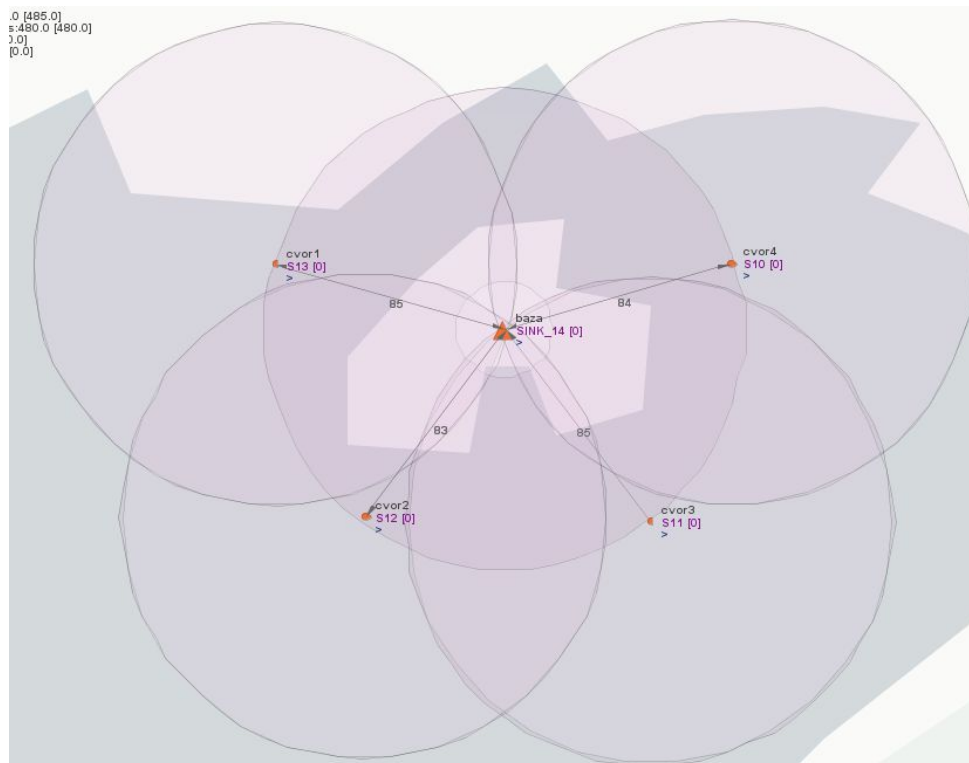 .0 [485.0]
s:480.0 [480.0]
0.0]
[0.0]
cvor1
S13 [0]
>
85
cvor4
S10 [0]
>
84
baza
SINK_14 [0]
>
83
85
cvor2
S12 [0]
>
cvor3
S11 [0]
>